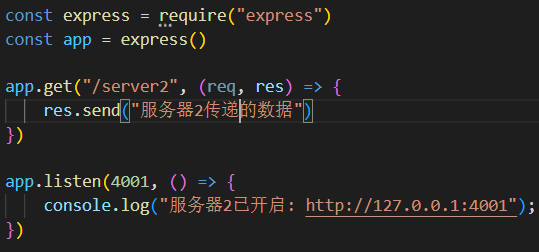 const express = require("express")
const app = express()
app.get("/server2", (req, res) => {
res.send("服务器2传递的数据")
})
app.listen(4001, () => {
console.log("服务器2已开启: http://127.0.0.1:4001");
})